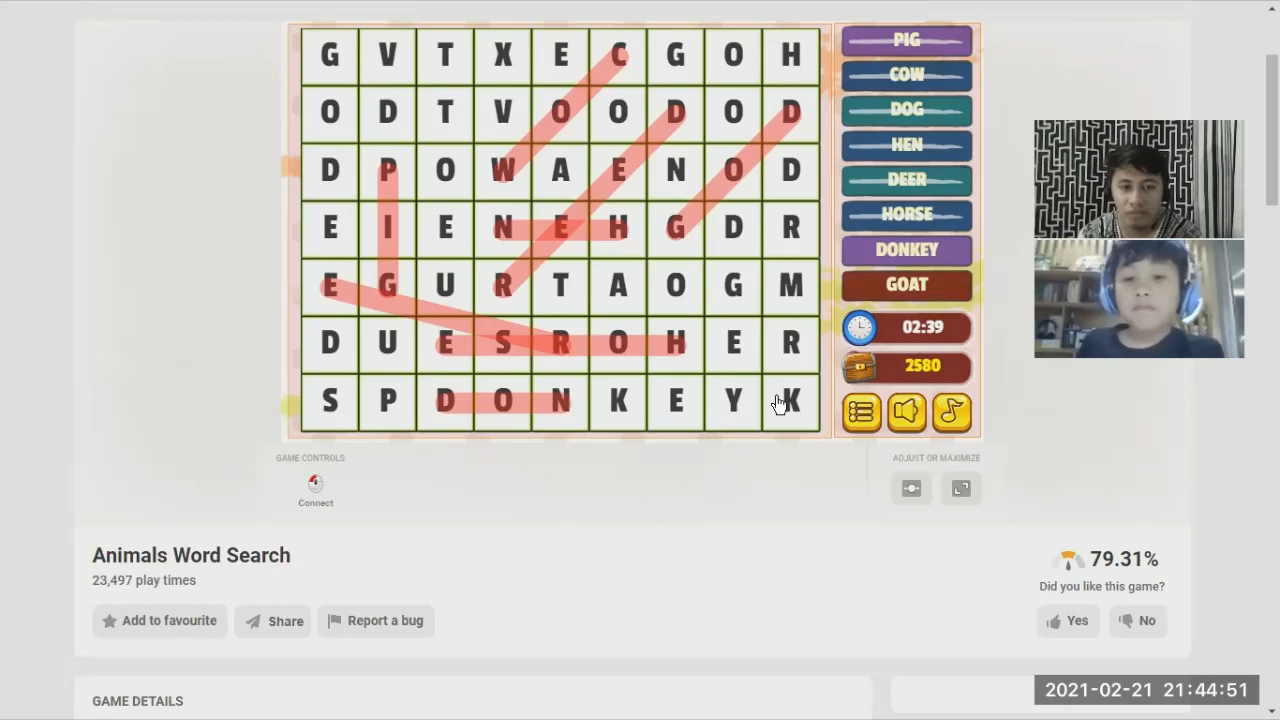 G V T X E C G O H
O D T V O O D O D
D P O W A E N O D
E I E N E H G D R
E G U R T A O G M
D U E S R O H E R
S P D O N K E Y K
PIG
COW
DOG
HEN
DEER
HORSE
DONKEY
GOAT
02:39
2580
GAME CONTROLS
Connect
ADJUST OR MAXIMIZE
Animals Word Search
23,497 play times
Add to favourite
Share
Report a bug
79.31%
Did you like this game?
Yes
No
GAME DETAILS
2021-02-21 21:44:51